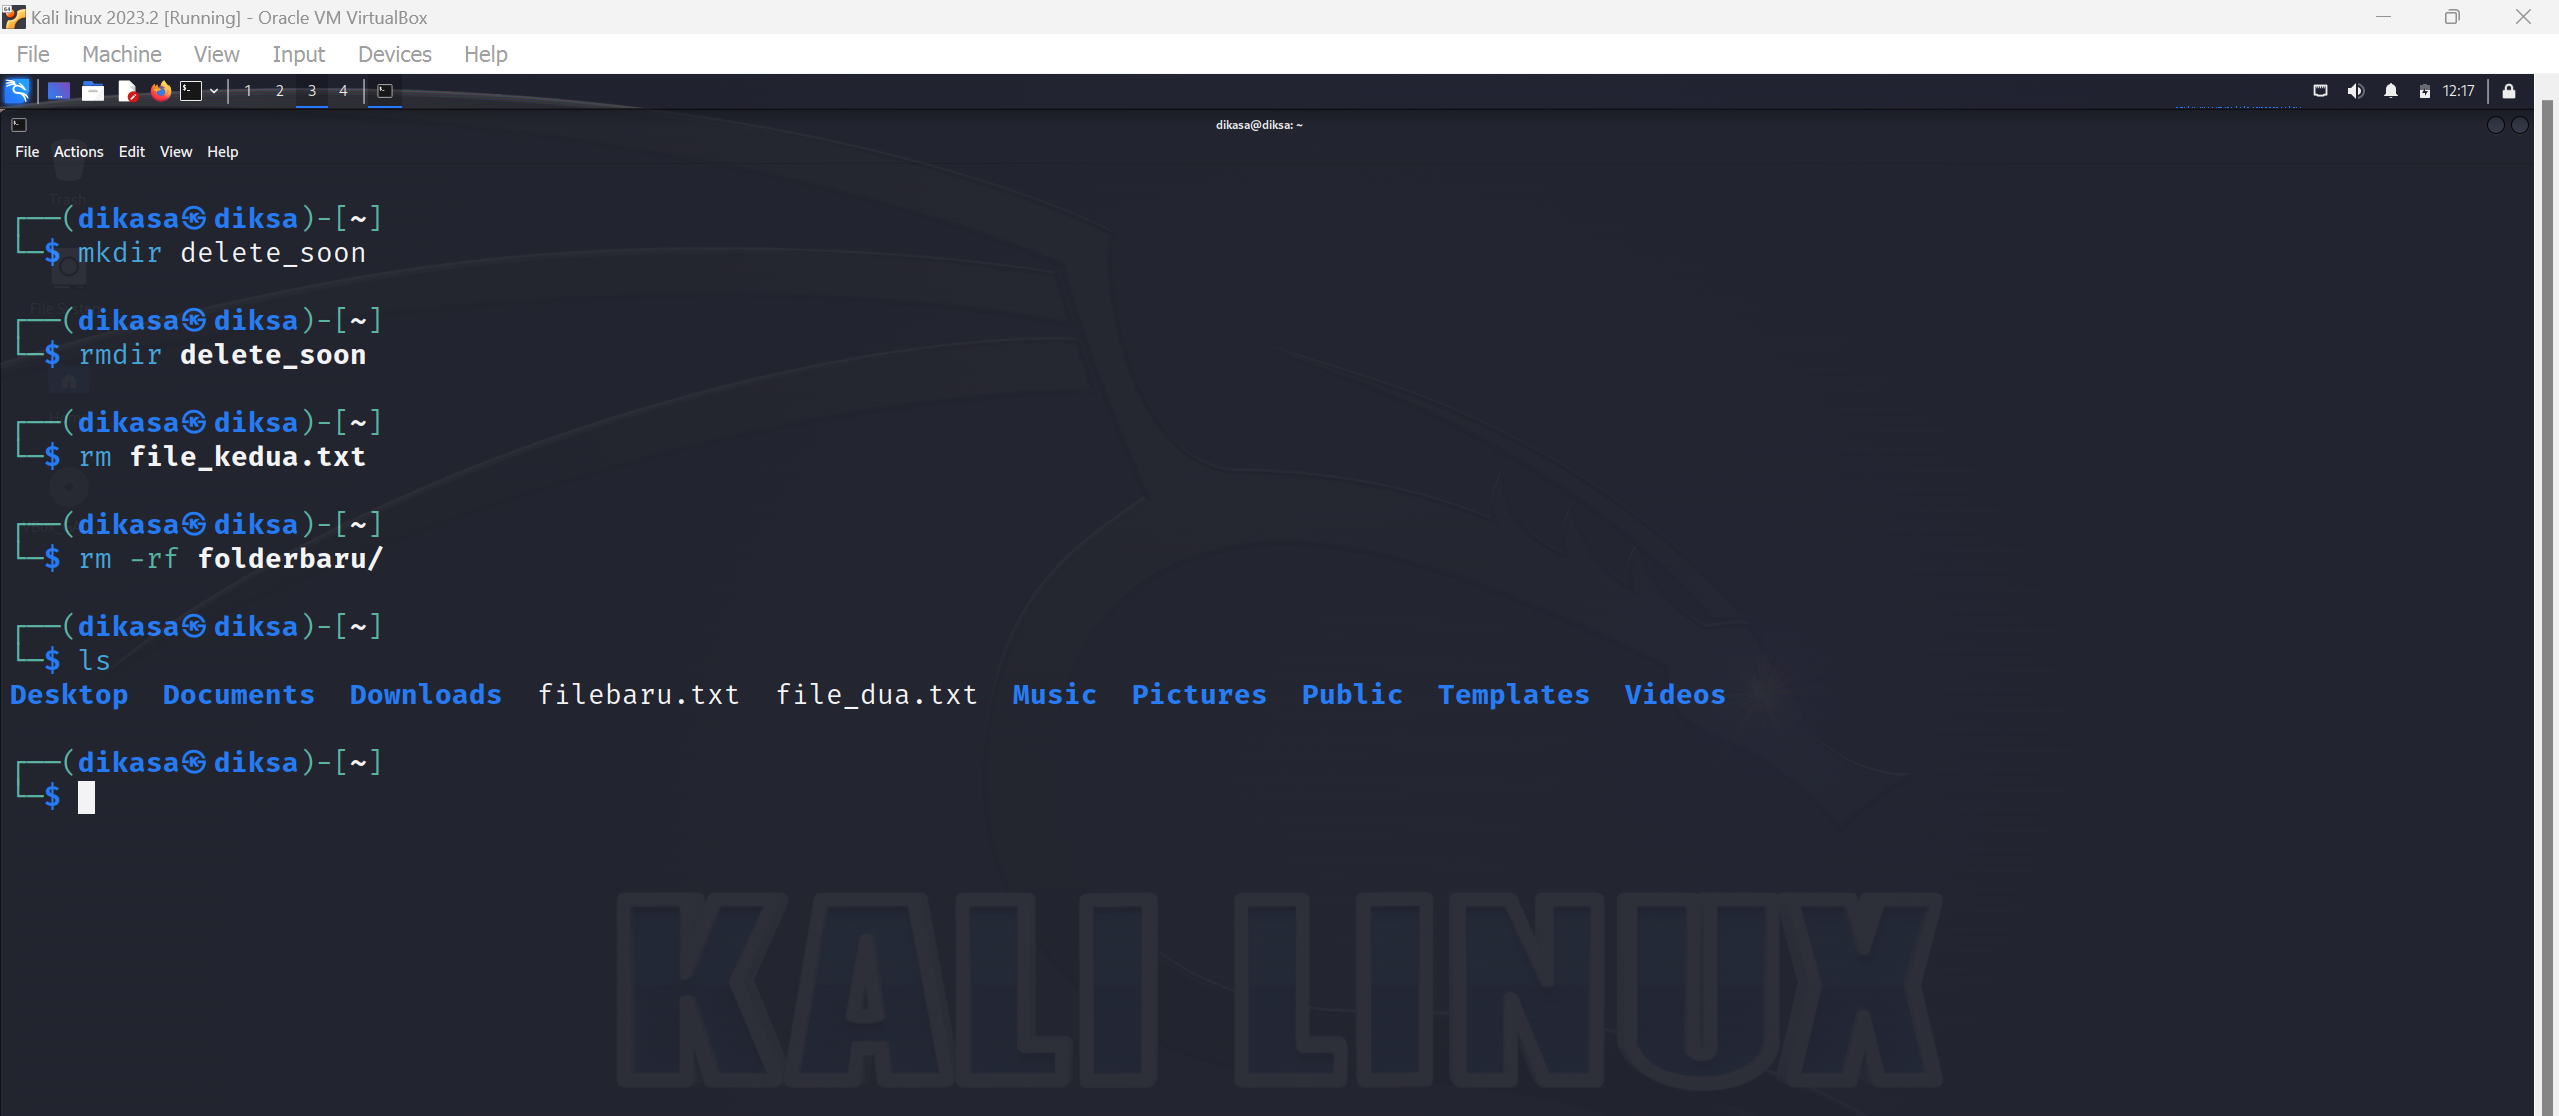 Kali linux 2023.2 [Running] - Oracle VM VirtualBox
File Machine View Input Devices Help
1 2 3 4 12:17
dikasa@diksa: ~
File Actions Edit View Help
Trash
┌──(dikasa㉿diksa)-[~]
└─$ mkdir delete_soon
File System
┌──(dikasa㉿diksa)-[~]
└─$ rmdir delete_soon
┌──(dikasa㉿diksa)-[~]
└─$ rm file_kedua.txt
┌──(dikasa㉿diksa)-[~]
└─$ rm -rf folderbaru/
┌──(dikasa㉿diksa)-[~]
└─$ ls
Desktop Documents Downloads filebaru.txt file_dua.txt Music Pictures Public Templates Videos
┌──(dikasa㉿diksa)-[~]
└─$
KALI LINUX